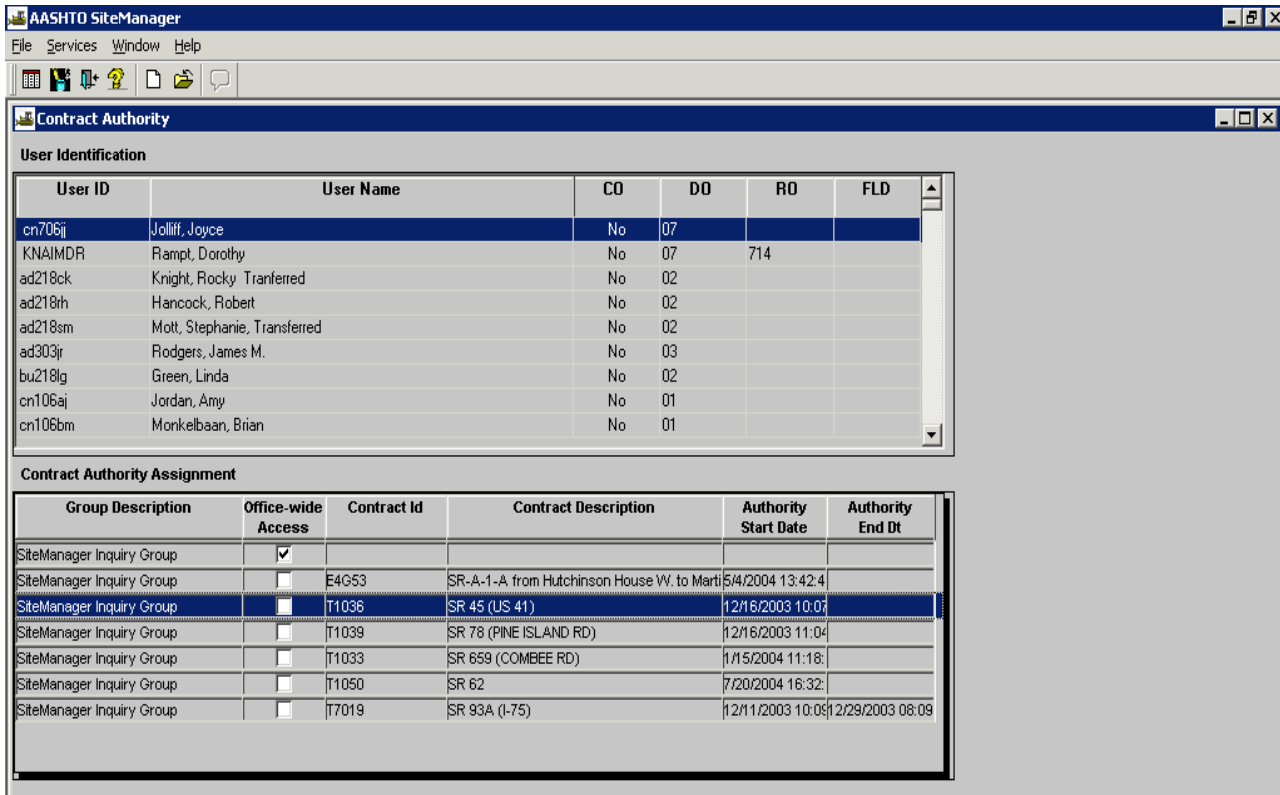 AASHTO SiteManager
File Services Window Help
Contract Authority
User Identification
User ID User Name CO DO RO FLD
cn706jj Jolliff, Joyce No 07
KNAIMDR Rampt, Dorothy No 07 714
ad218ck Knight, Rocky Tranferred No 02
ad218rh Hancock, Robert No 02
ad218sm Mott, Stephanie, Transferred No 02
ad303jr Rodgers, James M. No 03
bu218lg Green, Linda No 02
cn106aj Jordan, Amy No 01
cn106bm Monkelbaan, Brian No 01
Contract Authority Assignment
Group Description Office-wide Contract Id Contract Description Authority Authority
Access Start Date End Dt
SiteManager Inquiry Group
SiteManager Inquiry Group E4G53 SR-A-1-A from Hutchinson House W. to Marti 5/4/2004 13:42:4
SiteManager Inquiry Group T1036 SR 45 (US 41) 12/16/2003 10:07
SiteManager Inquiry Group T1039 SR 78 (PINE ISLAND RD) 12/16/2003 11:04
SiteManager Inquiry Group T1033 SR 659 (COMBEE RD) 1/15/2004 11:18:
SiteManager Inquiry Group T1050 SR 62 7/20/2004 16:32:
SiteManager Inquiry Group T7019 SR 93A (I-75) 12/11/2003 10:09 12/29/2003 08:09